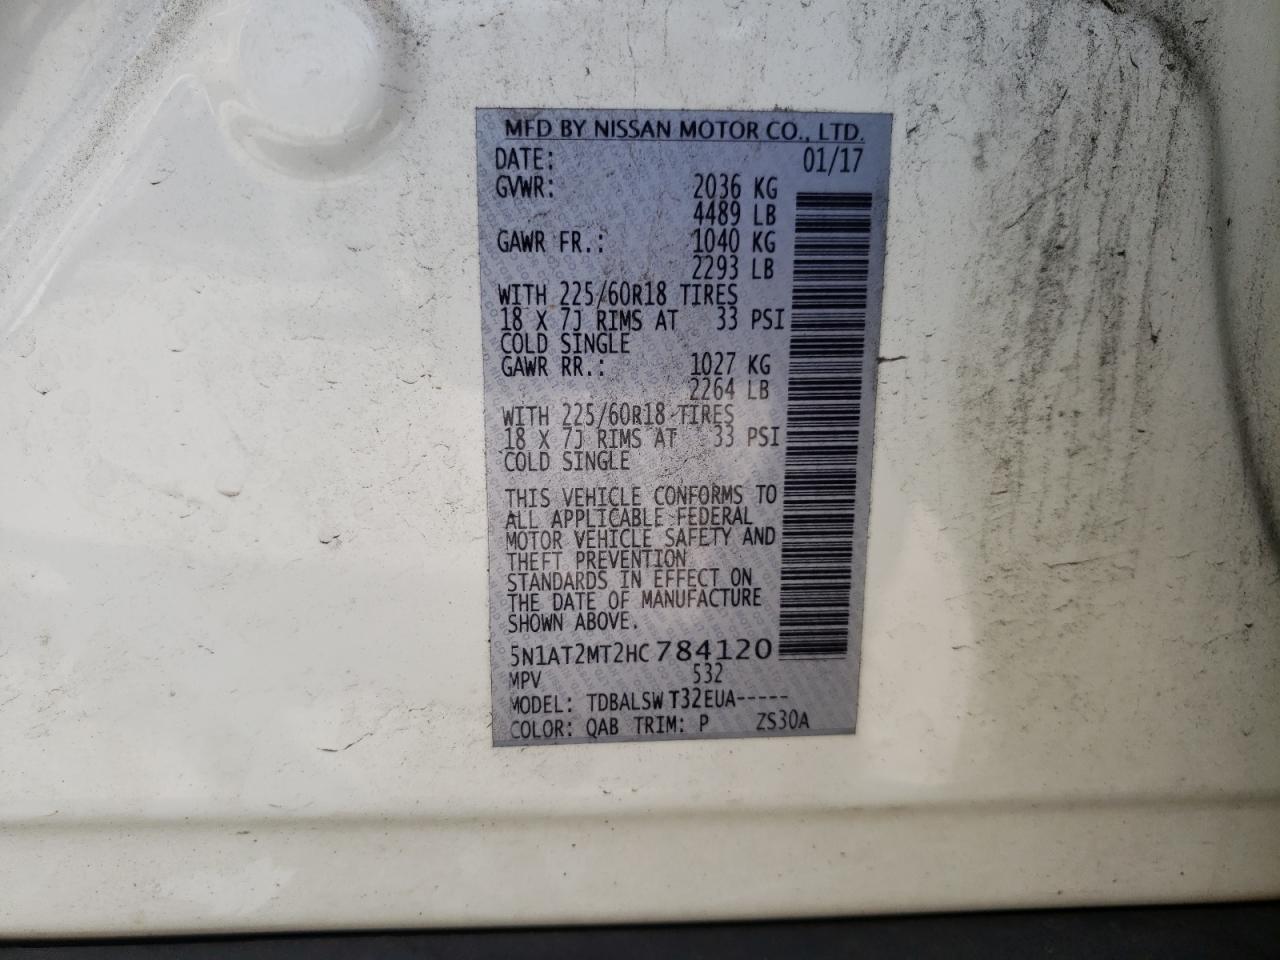 MFD BY NISSAN MOTOR CO., LTD.
DATE: 01/17
GVWR: 2036 KG
4489 LB
GAWR FR.: 1040 KG
2293 LB
WITH 225/60R18 TIRES
18 X 7J RIMS AT 33 PSI
COLD SINGLE
GAWR RR.: 1027 KG
2264 LB
WITH 225/60R18 TIRES
18 X 7J RIMS AT 33 PSI
COLD SINGLE
THIS VEHICLE CONFORMS TO
ALL APPLICABLE FEDERAL
MOTOR VEHICLE SAFETY AND
THEFT PREVENTION
STANDARDS IN EFFECT ON
THE DATE OF MANUFACTURE
SHOWN ABOVE.
5N1AT2MT2HC784120
MPV 532
MODEL: TDBALSW T32EUA-----
COLOR: QAB TRIM: P ZS30A